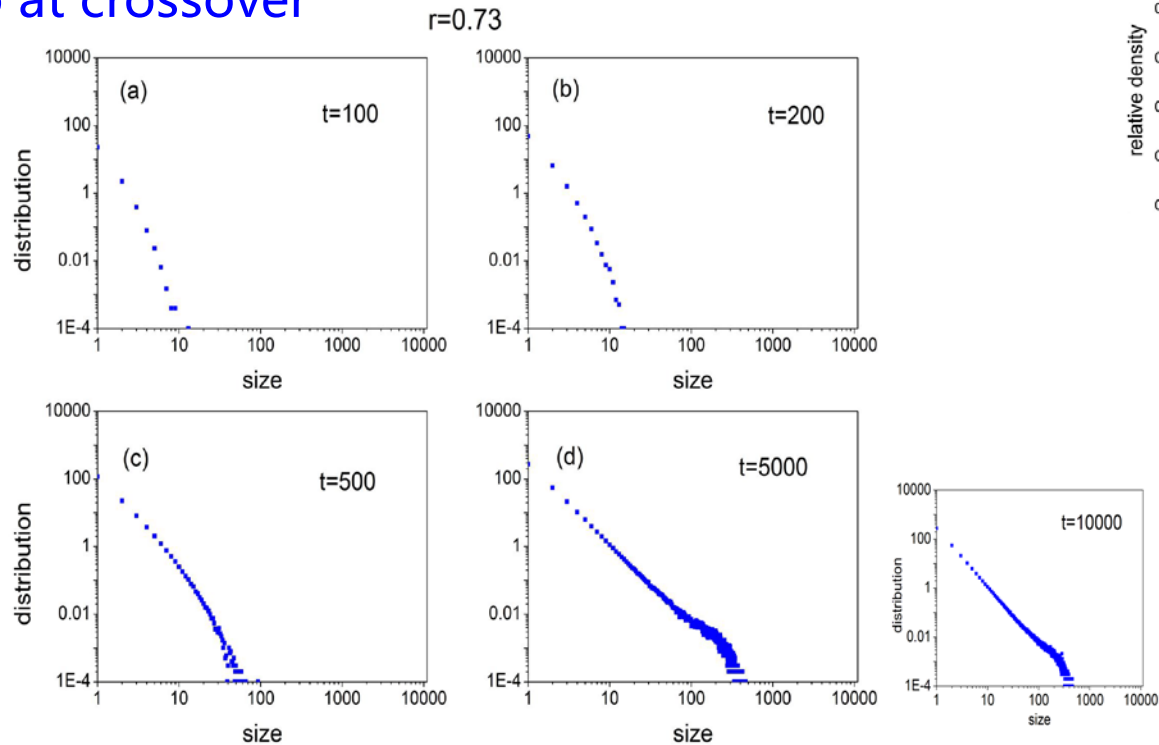 at crossover
r=0.73
relative density
10000
100
1
0.01
1E-4
distribution
(a)
t=100
1 10 100 1000 10000
size
10000
100
1
0.01
1E-4
(b)
t=200
1 10 100 1000 10000
size
10000
100
1
0.01
1E-4
distribution
(c)
t=500
1 10 100 1000 10000
size
10000
100
1
0.01
1E-4
(d)
t=5000
1 10 100 1000 10000
size
10000
100
1
0.01
1E-4
distribution
t=10000
1 10 100 1000 10000
size